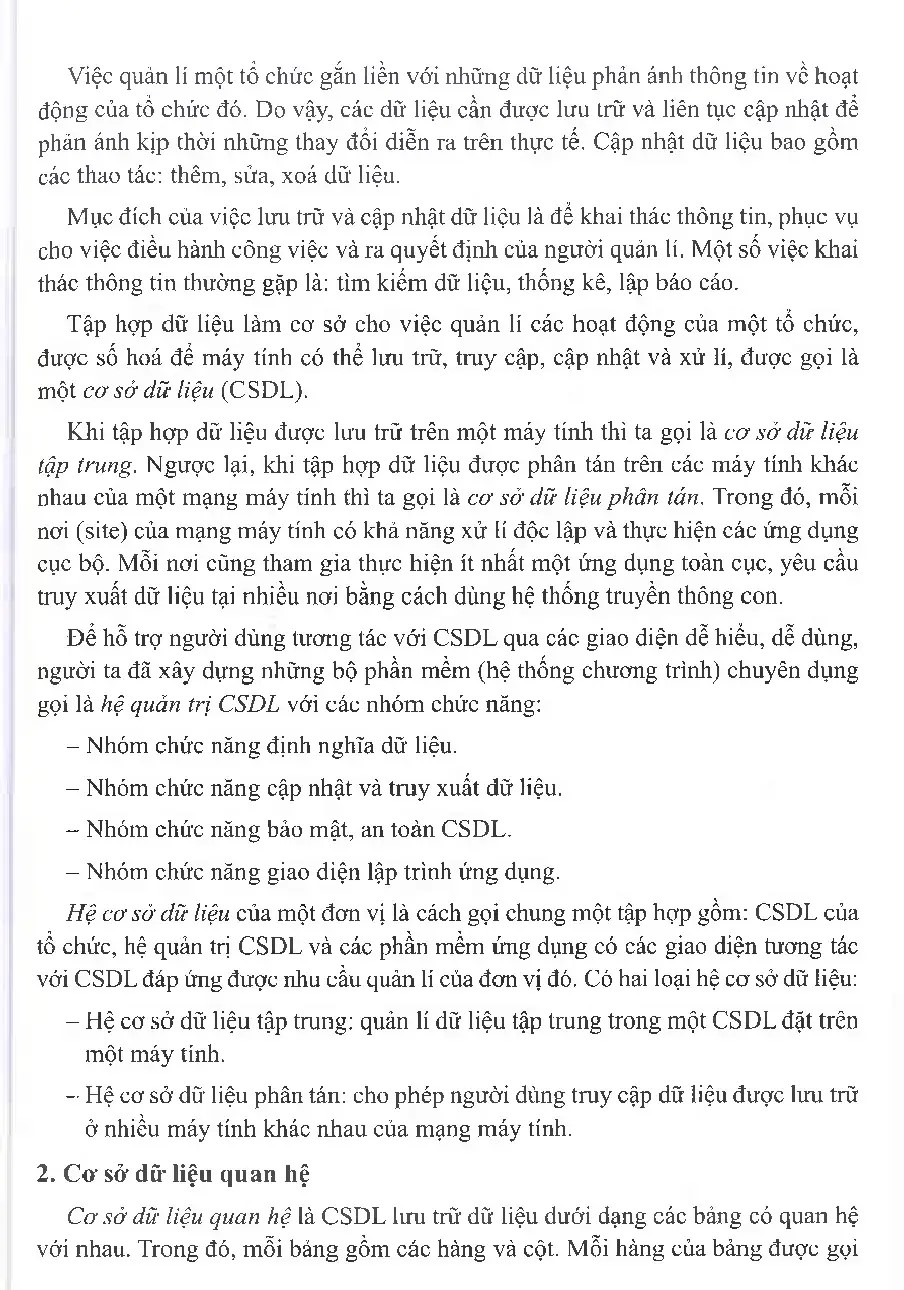 Việc quản lí một tổ chức gắn liền với những dữ liệu phản ánh thông tin về hoạt
động của tổ chức đó. Do vậy, các dữ liệu cần được lưu trữ và liên tục cập nhật để
phản ánh kịp thời những thay đổi diễn ra trên thực tế. Cập nhật dữ liệu bao gồm
các thao tác: thêm, sửa, xoá dữ liệu.
Mục đích của việc lưu trữ và cập nhật dữ liệu là để khai thác thông tin, phục vụ
cho việc điều hành công việc và ra quyết định của người quản lí. Một số việc khai
thác thông tin thường gặp là: tìm kiếm dữ liệu, thống kê, lập báo cáo.
Tập hợp dữ liệu làm cơ sở cho việc quản lí các hoạt động của một tổ chức,
được số hoá để máy tính có thể lưu trữ, truy cập, cập nhật và xử lí, được gọi là
một cơ sở dữ liệu (CSDL).
Khi tập hợp dữ liệu được lưu trữ trên một máy tính thì ta gọi là cơ sở dữ liệu
tập trung. Ngược lại, khi tập hợp dữ liệu được phân tán trên các máy tính khác
nhau của một mạng máy tính thì ta gọi là cơ sở dữ liệu phân tán. Trong đó, mỗi
nơi (site) của mạng máy tính có khả năng xử lí độc lập và thực hiện các ứng dụng
cục bộ. Mỗi nơi cũng tham gia thực hiện ít nhất một ứng dụng toàn cục, yêu cầu
truy xuất dữ liệu tại nhiều nơi bằng cách dùng hệ thống truyền thông con.
Để hỗ trợ người dùng tương tác với CSDL qua các giao diện dễ hiểu, dễ dùng,
người ta đã xây dựng những bộ phần mềm (hệ thống chương trình) chuyên dụng
gọi là hệ quản trị CSDL với các nhóm chức năng:
– Nhóm chức năng định nghĩa dữ liệu.
– Nhóm chức năng cập nhật và truy xuất dữ liệu.
– Nhóm chức năng bảo mật, an toàn CSDL.
– Nhóm chức năng giao diện lập trình ứng dụng.
Hệ cơ sở dữ liệu của một đơn vị là cách gọi chung một tập hợp gồm: CSDL của
tổ chức, hệ quản trị CSDL và các phần mềm ứng dụng có các giao diện tương tác
với CSDL đáp ứng được nhu cầu quản lí của đơn vị đó. Có hai loại hệ cơ sở dữ liệu:
– Hệ cơ sở dữ liệu tập trung: quản lí dữ liệu tập trung trong một CSDL đặt trên
một máy tính.
– Hệ cơ sở dữ liệu phân tán: cho phép người dùng truy cập dữ liệu được lưu trữ
ở nhiều máy tính khác nhau của mạng máy tính.
2. Cơ sở dữ liệu quan hệ
Cơ sở dữ liệu quan hệ là CSDL lưu trữ dữ liệu dưới dạng các bảng có quan hệ
với nhau. Trong đó, mỗi bảng gồm các hàng và cột. Mỗi hàng của bảng được gọi